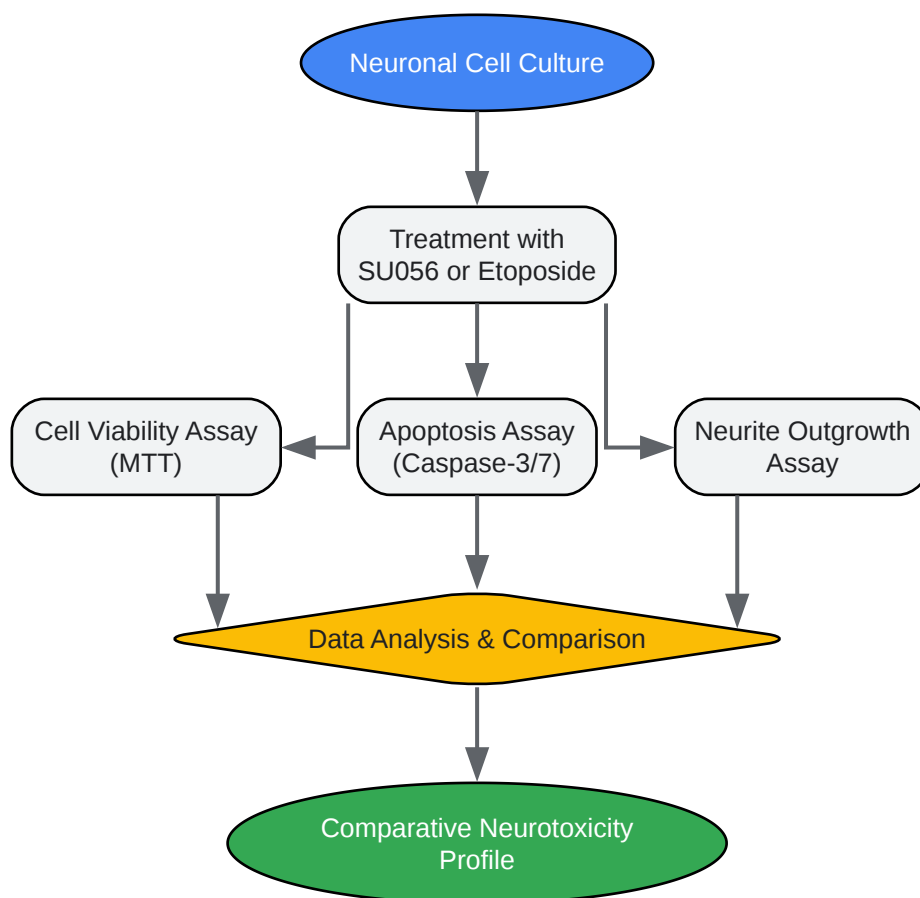 Neuronal Cell Culture
Treatment with
SU056 or Etoposide
Cell Viability Assay
(MTT)
Apoptosis Assay
(Caspase-3/7)
Neurite Outgrowth
Assay
Data Analysis & Comparison
Comparative Neurotoxicity
Profile